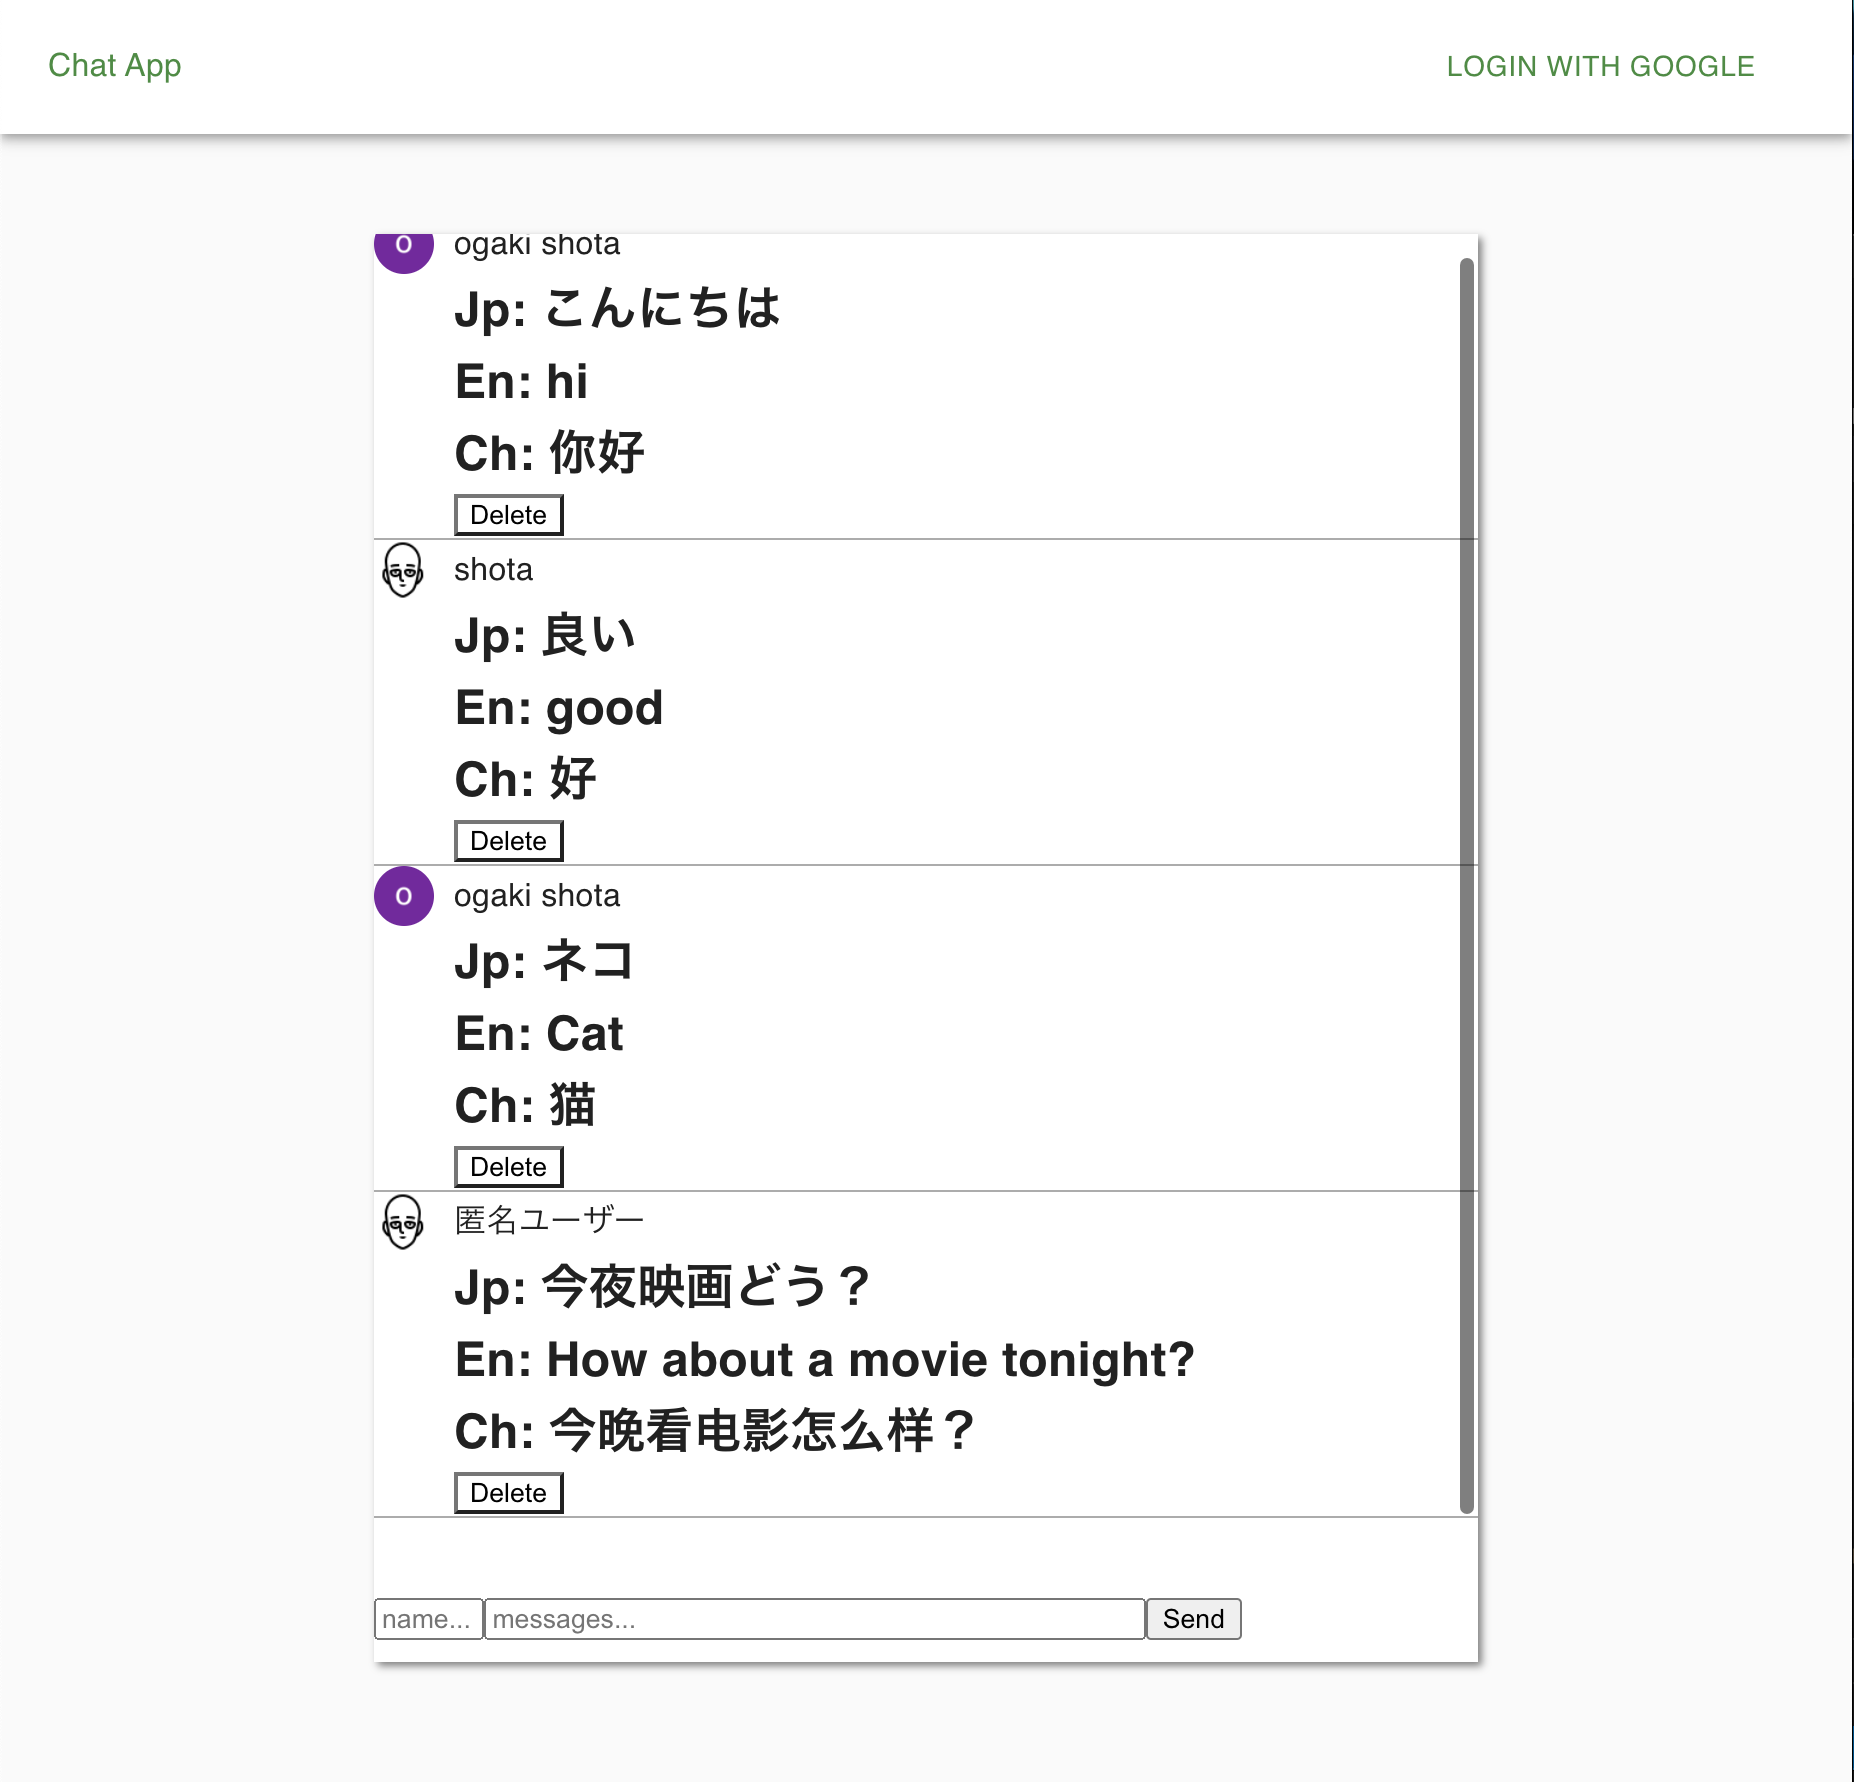 Chat App
LOGIN WITH GOOGLE
O
ogaki shota
Jp: こんにちは
En: hi
Ch: 你好
Delete
shota
Jp: 良い
En: good
Ch: 好
Delete
O
ogaki shota
Jp: ネコ
En: Cat
Ch: 猫
Delete
匿名ユーザー
Jp: 今夜映画どう？
En: How about a movie tonight?
Ch: 今晚看电影怎么样？
Delete
name... messages... Send